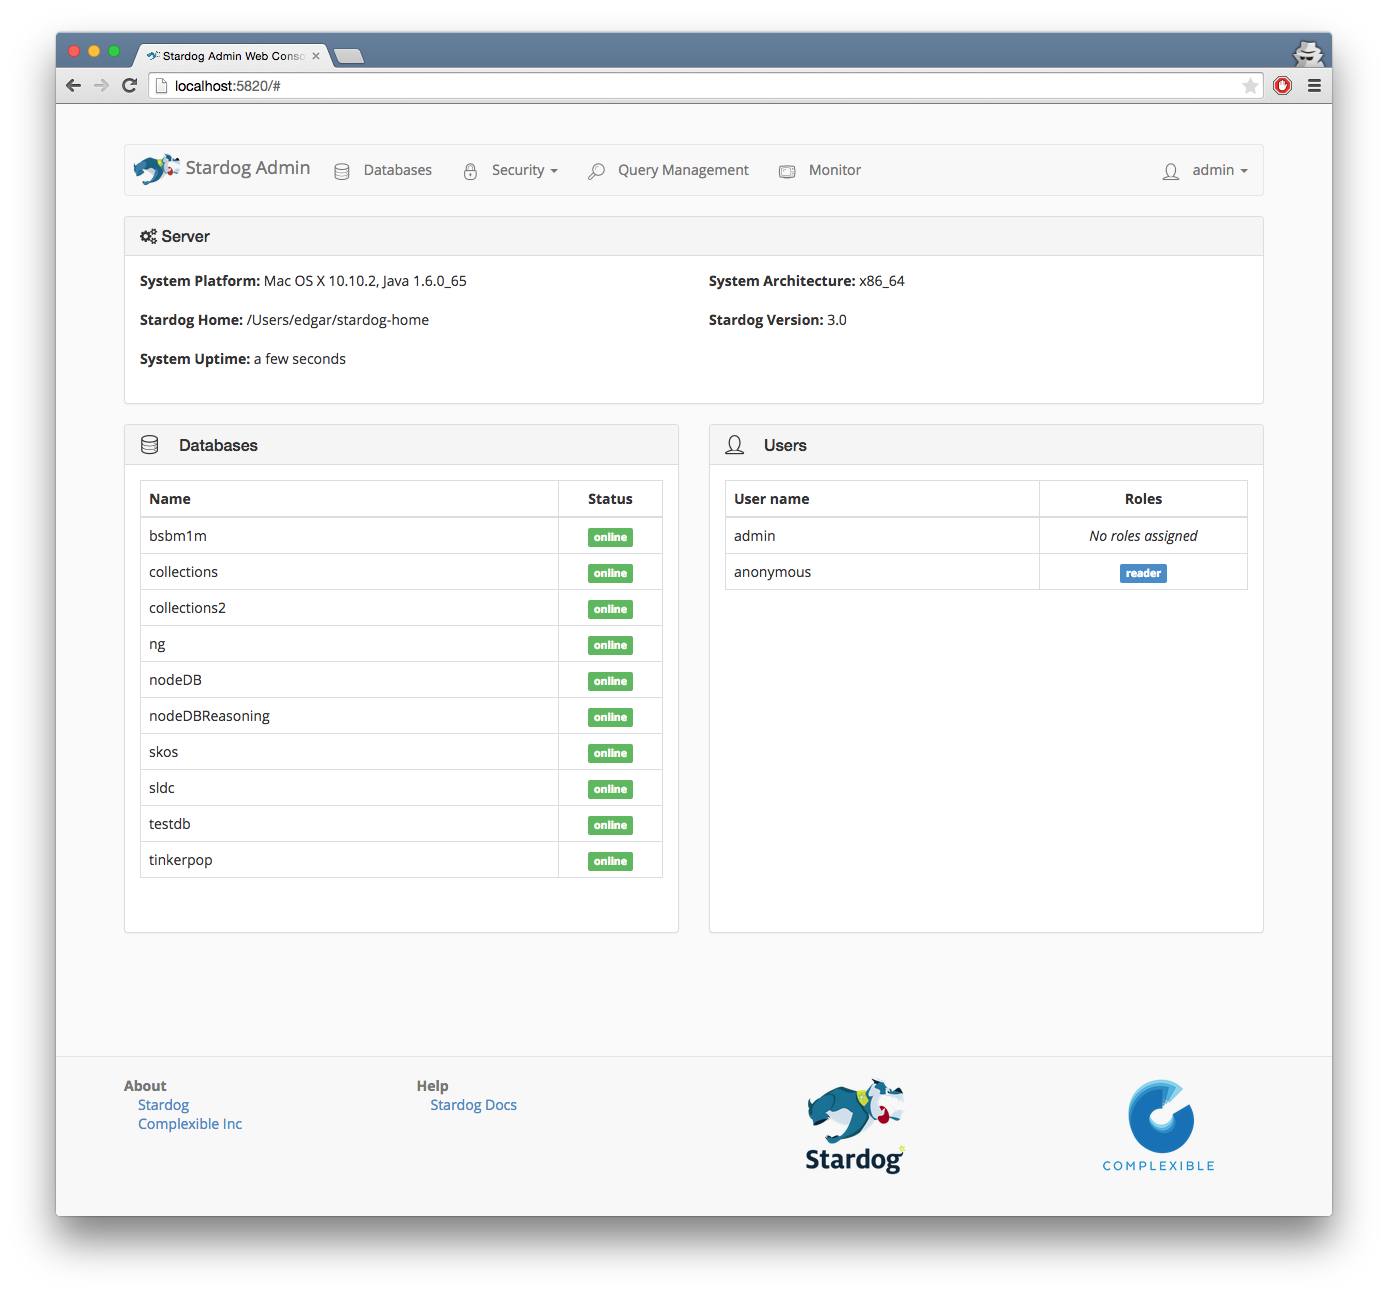 Stardog Admin Web Conso
localhost:5820/#
Stardog Admin Databases Security Query Management Monitor admin
Server
System Platform: Mac OS X 10.10.2, Java 1.6.0_65 System Architecture: x86_64
Stardog Home: /Users/edgar/stardog-home Stardog Version: 3.0
System Uptime: a few seconds
Databases
Name Status
bsbm1m online
collections online
collections2 online
ng online
nodeDB online
nodeDBReasoning online
skos online
sldc online
testdb online
tinkerpop online
Users
User name Roles
admin No roles assigned
anonymous reader
About
Stardog
Complexible Inc
Help
Stardog Docs
Stardog
COMPLEXIBLE